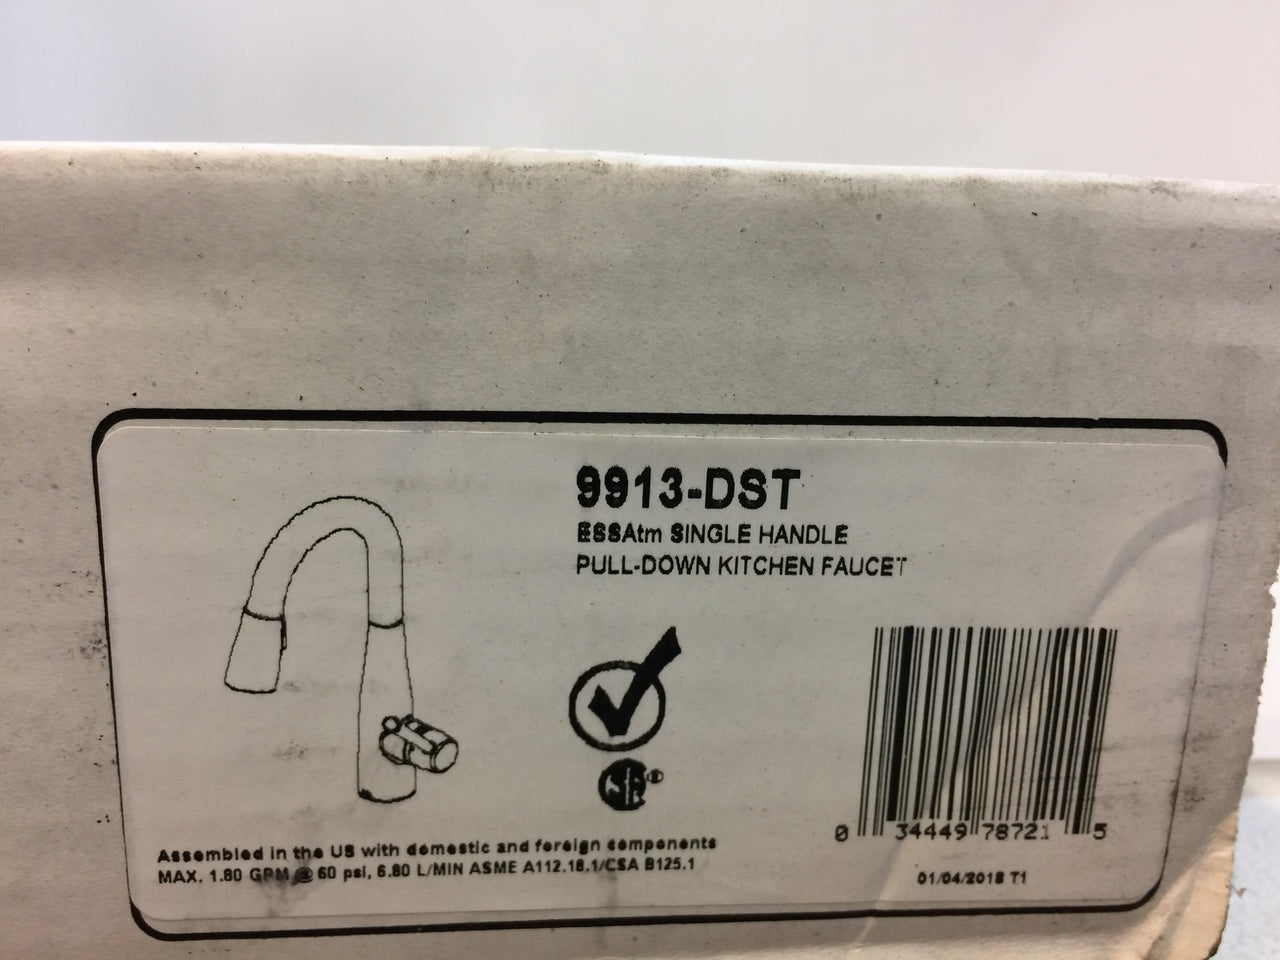 9913-DST
ESSAtm SINGLE HANDLE
PULL-DOWN KITCHEN FAUCET
0 34449 78721 5
Assembled in the US with domestic and foreign components
MAX. 1.80 GPM @ 60 psi, 6.80 L/MIN ASME A112.18.1/CSA B125.1
01/04/2018 T1